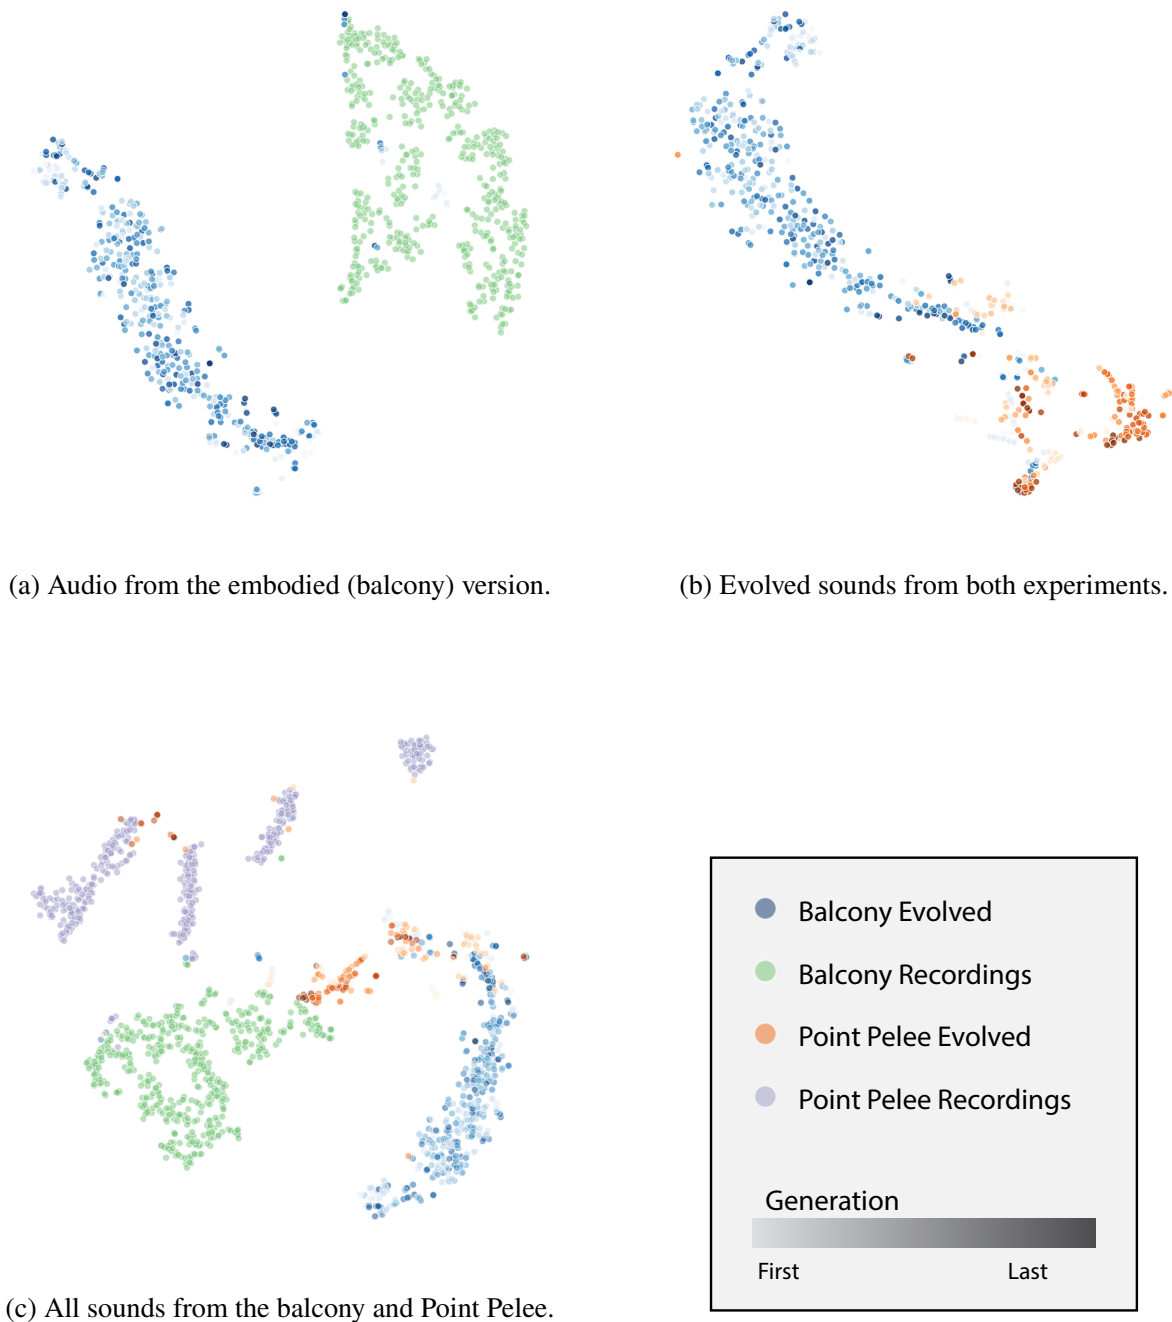 (a) Audio from the embodied (balcony) version.
(b) Evolved sounds from both experiments.
Balcony Evolved
Balcony Recordings
Point Pelee Evolved
Point Pelee Recordings
Generation
First
Last
(c) All sounds from the balcony and Point Pelee.